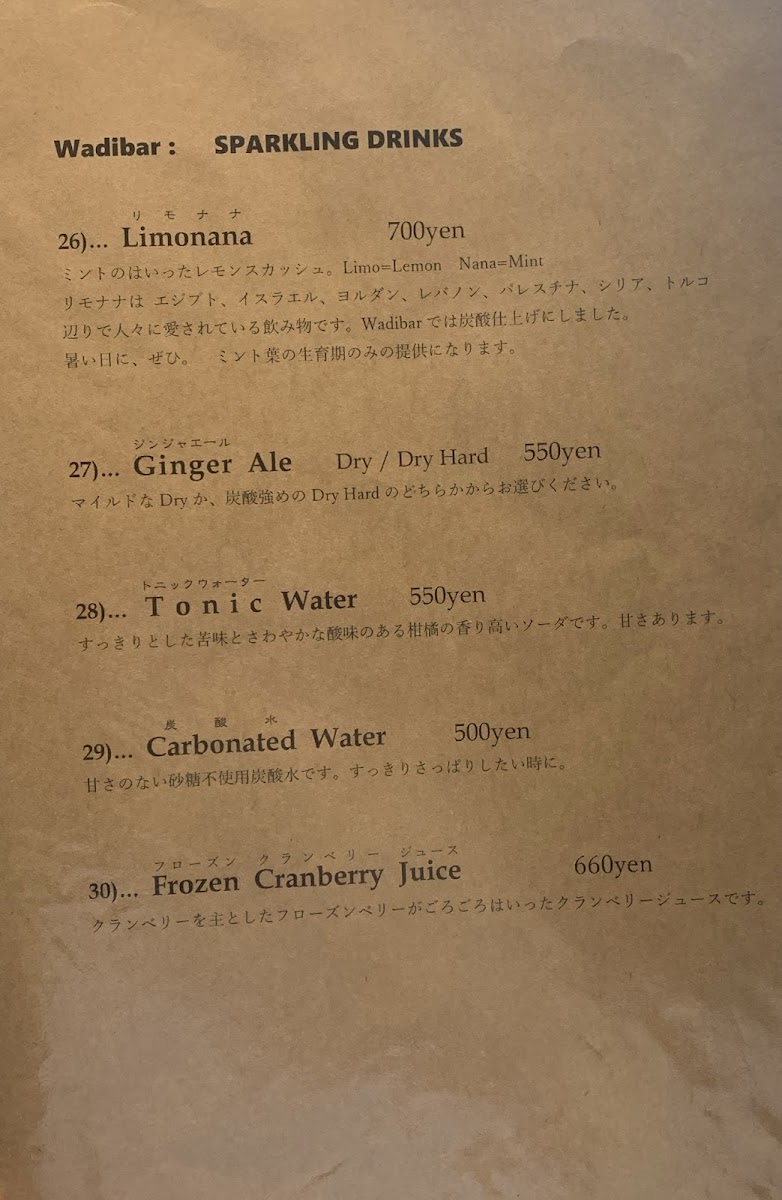 Wadibar : SPARKLING DRINKS
リモナナ
26)... Limonana 700yen
ミントのはいったレモンスカッシュ。Limo=Lemon Nana=Mint
リモナナは エジプト、イスラエル、ヨルダン、レバノン、パレスチナ、シリア、トルコ
辺りで人々に愛されている飲み物です。Wadibarでは炭酸仕上げにしました。
暑い日に、ぜひ。 ミント葉の生育期のみの提供になります。
ジンジャエール
27)... Ginger Ale Dry / Dry Hard 550yen
マイルドなDryか、炭酸強めのDry Hardのどちらかからお選びください。
トニックウォーター
28)... Tonic Water 550yen
すっきりとした苦味とさわやかな酸味のある柑橘の香り高いソーダです。甘さあります。
炭酸水
29)... Carbonated Water 500yen
甘さのない砂糖不使用炭酸水です。すっきりさっぱりしたい時に。
フローズン クランベリー ジュース
30)... Frozen Cranberry Juice 660yen
クランベリーを主としたフローズンベリーがごろごろはいったクランベリージュースです。